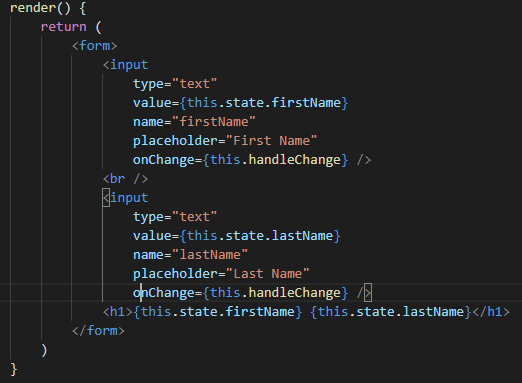 render() {
return (
<form>
<input
type="text"
value={this.state.firstName}
name="firstName"
placeholder="First Name"
onChange={this.handleChange} />
<br />
<input
type="text"
value={this.state.lastName}
name="lastName"
placeholder="Last Name"
onChange={this.handleChange} />
<h1>{this.state.firstName} {this.state.lastName}</h1>
</form>
)
}